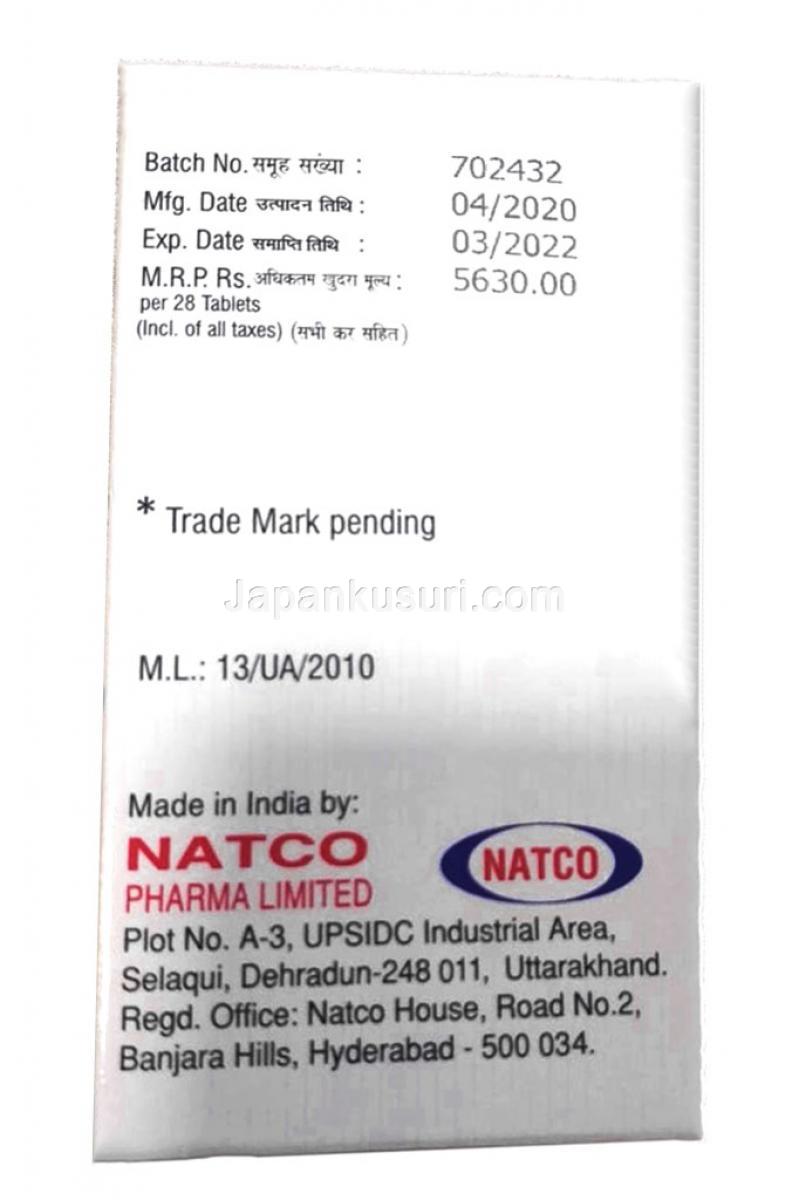 Batch No. समूह सख्या : 702432
Mfg. Date उत्पादन तिथि : 04/2020
Exp. Date समाप्ति तिथि : 03/2022
M.R.P. Rs. अधिकतम खुदरा मूल्य : 5630.00
per 28 Tablets
(Incl. of all taxes) (सभी कर सहित)
* Trade Mark pending
Japankusuri.com
M.L.: 13/UA/2010
Made in India by:
NATCO
PHARMA LIMITED
NATCO
Plot No. A-3, UPSIDC Industrial Area,
Selaqui, Dehradun-248 011, Uttarakhand.
Regd. Office: Natco House, Road No.2,
Banjara Hills, Hyderabad - 500 034.